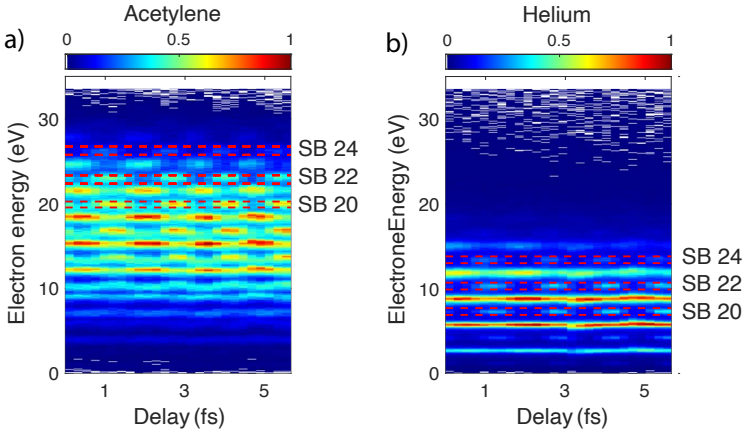 Acetylene
a)
0 0.5 1
Electron energy (eV)
30
20
10
0
SB 24
SB 22
SB 20
1 3 5
Delay (fs)
Helium
b)
0 0.5 1
ElectroneEnergy (eV)
30
20
10
0
SB 24
SB 22
SB 20
1 3 5
Delay (fs)